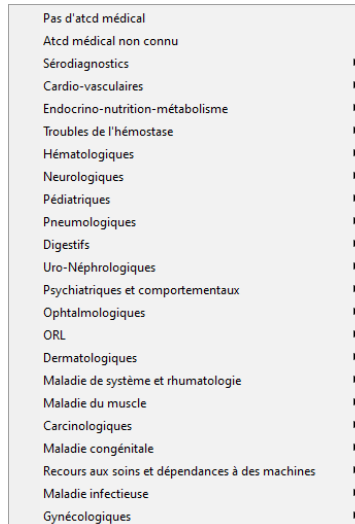 Pas d'atcd médical
Atcd médical non connu
Sérodiagnostics
Cardio-vasculaires
Endocrino-nutrition-métabolisme
Troubles de l'hémostase
Hématologiques
Neurologiques
Pédiatriques
Pneumologiques
Digestifs
Uro-Néphrologiques
Psychiatriques et comportementaux
Ophtalmologiques
ORL
Dermatologiques
Maladie de système et rhumatologie
Maladie du muscle
Carcinologiques
Maladie congénitale
Recours aux soins et dépendances à des machines
Maladie infectieuse
Gynécologiques